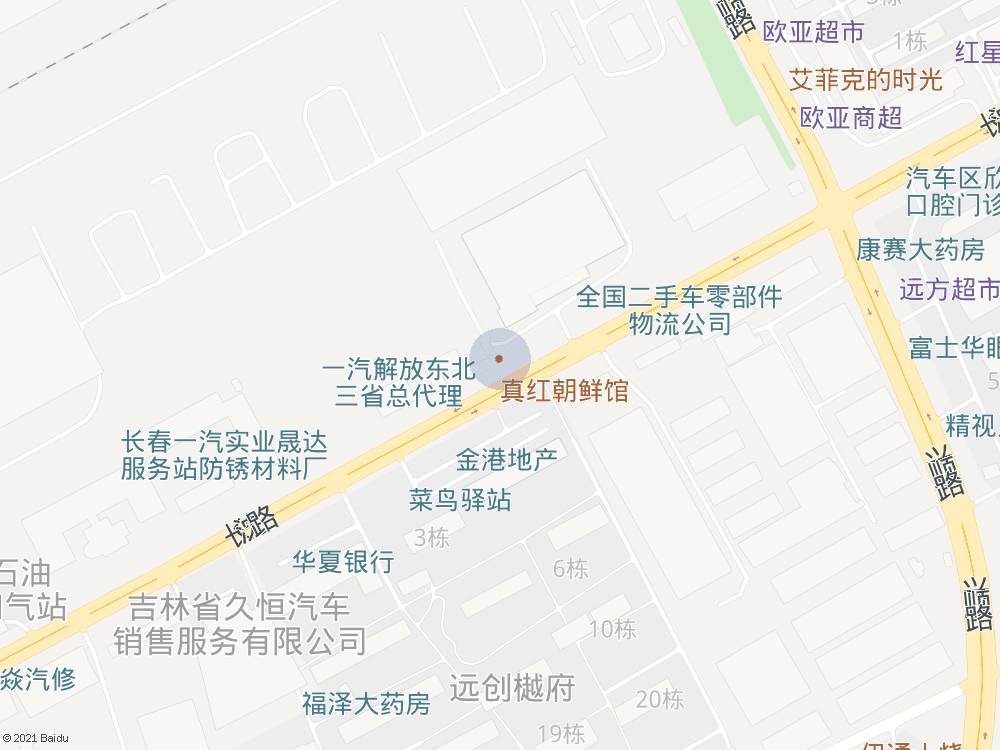 欧亚超市
1栋
红星
艾菲克的时光
欧亚商超
汽车区欣
口腔门诊
康赛大药房
远方超市
全国二手车零部件
物流公司
富士华眼
一汽解放东北
三省总代理
真红朝鲜馆
精视
长春一汽实业晟达
服务站防锈材料厂
金港地产
菜鸟驿站
3栋
华夏银行
6栋
石油
气站
吉林省久恒汽车
销售服务有限公司
10栋
焱汽修
远创樾府
福泽大药房
20栋
19栋
© 2021 Baidu